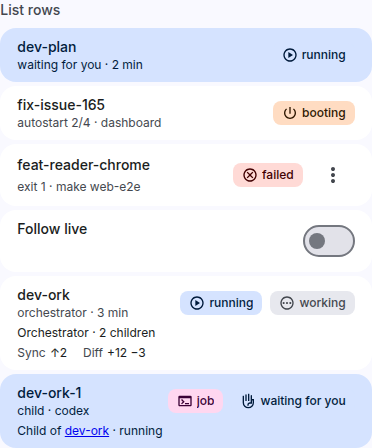 List rows
dev-plan
waiting for you · 2 min
running
fix-issue-165
autostart 2/4 · dashboard
booting
feat-reader-chrome
exit 1 · make web-e2e
failed
Follow live
dev-ork
orchestrator · 3 min
running
working
Orchestrator · 2 children
Sync ↑2 Diff +12 −3
dev-ork-1
child · codex
job
waiting for you
Child of dev-ork · running